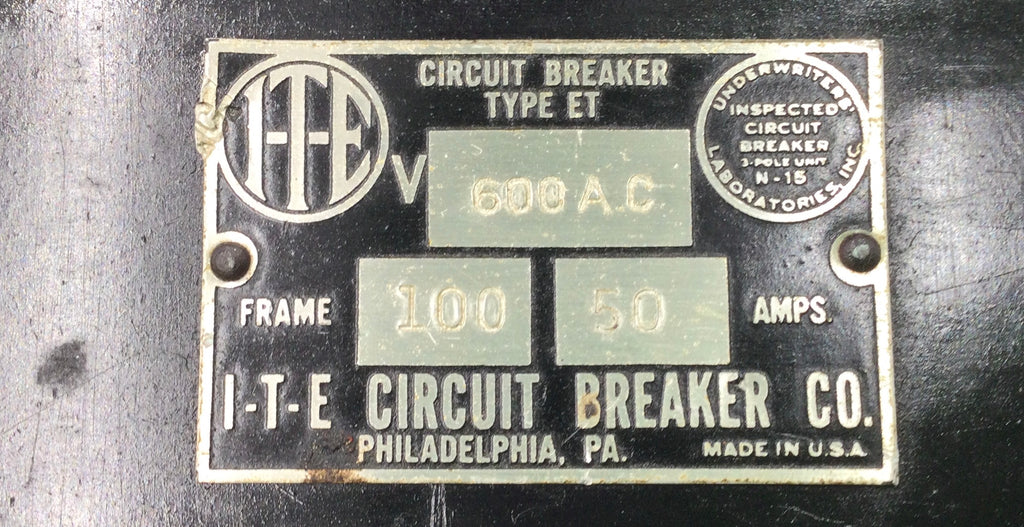 I-T-E
CIRCUIT BREAKER
TYPE ET
V 600 A.C
UNDERWRITERS'
INSPECTED
CIRCUIT
BREAKER
3-POLE UNIT
N-15
LABORATORIES, INC.
FRAME 100 50 AMPS.
I-T-E CIRCUIT BREAKER CO.
PHILADELPHIA, PA. MADE IN U.S.A